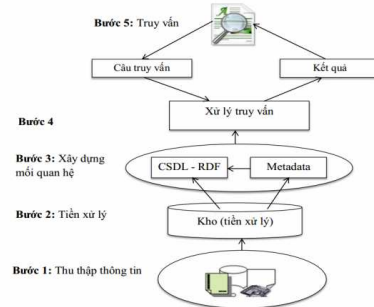 Bước 5: Truy vấn
Câu truy vấn
Kết quả
Bước 4
Xử lý truy vấn
Bước 3: Xây dựng
mối quan hệ
CSDL - RDF
Metadata
Bước 2: Tiền xử lý
Kho (tiền xử lý)
Bước 1: Thu thập thông tin